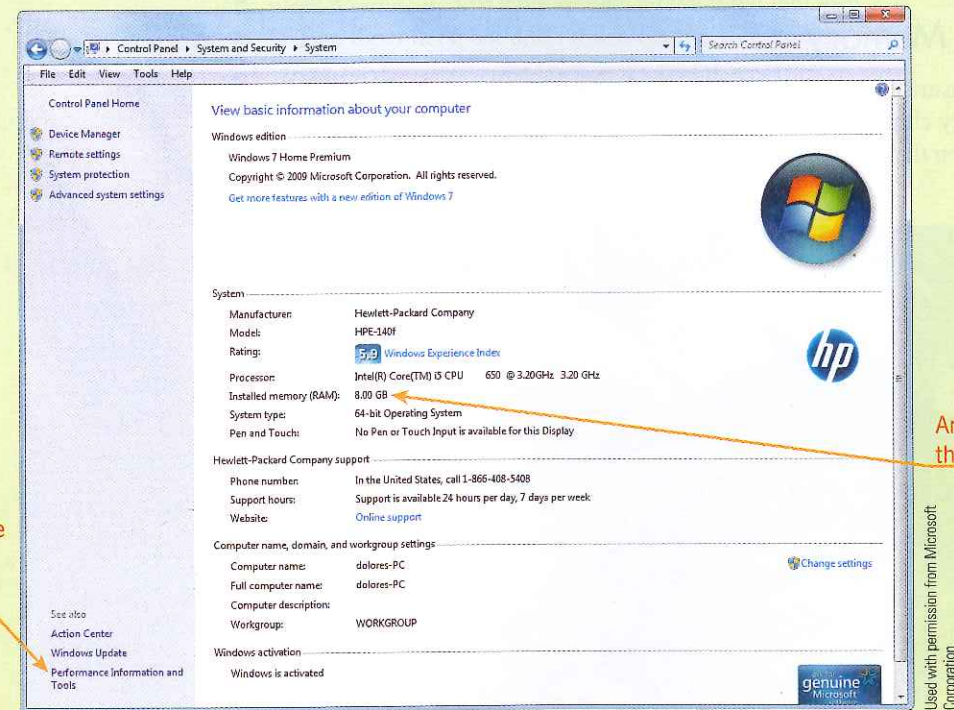 Control Panel ▸ System and Security ▸ System
Search Control Panel
File Edit View Tools Help
Control Panel Home
Device Manager
Remote settings
System protection
Advanced system settings
View basic information about your computer
Windows edition
Windows 7 Home Premium
Copyright © 2009 Microsoft Corporation. All rights reserved.
Get more features with a new edition of Windows 7
System
Manufacturer: Hewlett-Packard Company
Model: HPE-140f
Rating: 5.9 Windows Experience Index
Processor: Intel(R) Core(TM) i5 CPU 650 @ 3.20GHz 3.20 GHz
Installed memory (RAM): 8.00 GB
System type: 64-bit Operating System
Pen and Touch: No Pen or Touch Input is available for this Display
hp
Hewlett-Packard Company support
Phone number: In the United States, call 1-866-408-5408
Support hours: Support is available 24 hours per day, 7 days per week
Website: Online support
Computer name, domain, and workgroup settings
Computer name: dolores-PC
Change settings
Full computer name: dolores-PC
Computer description:
Workgroup: WORKGROUP
Windows activation
Windows is activated
genuine
Microsoft
See also
Action Center
Windows Update
Performance Information and
Tools
Used with permission from Microsoft
Corporation